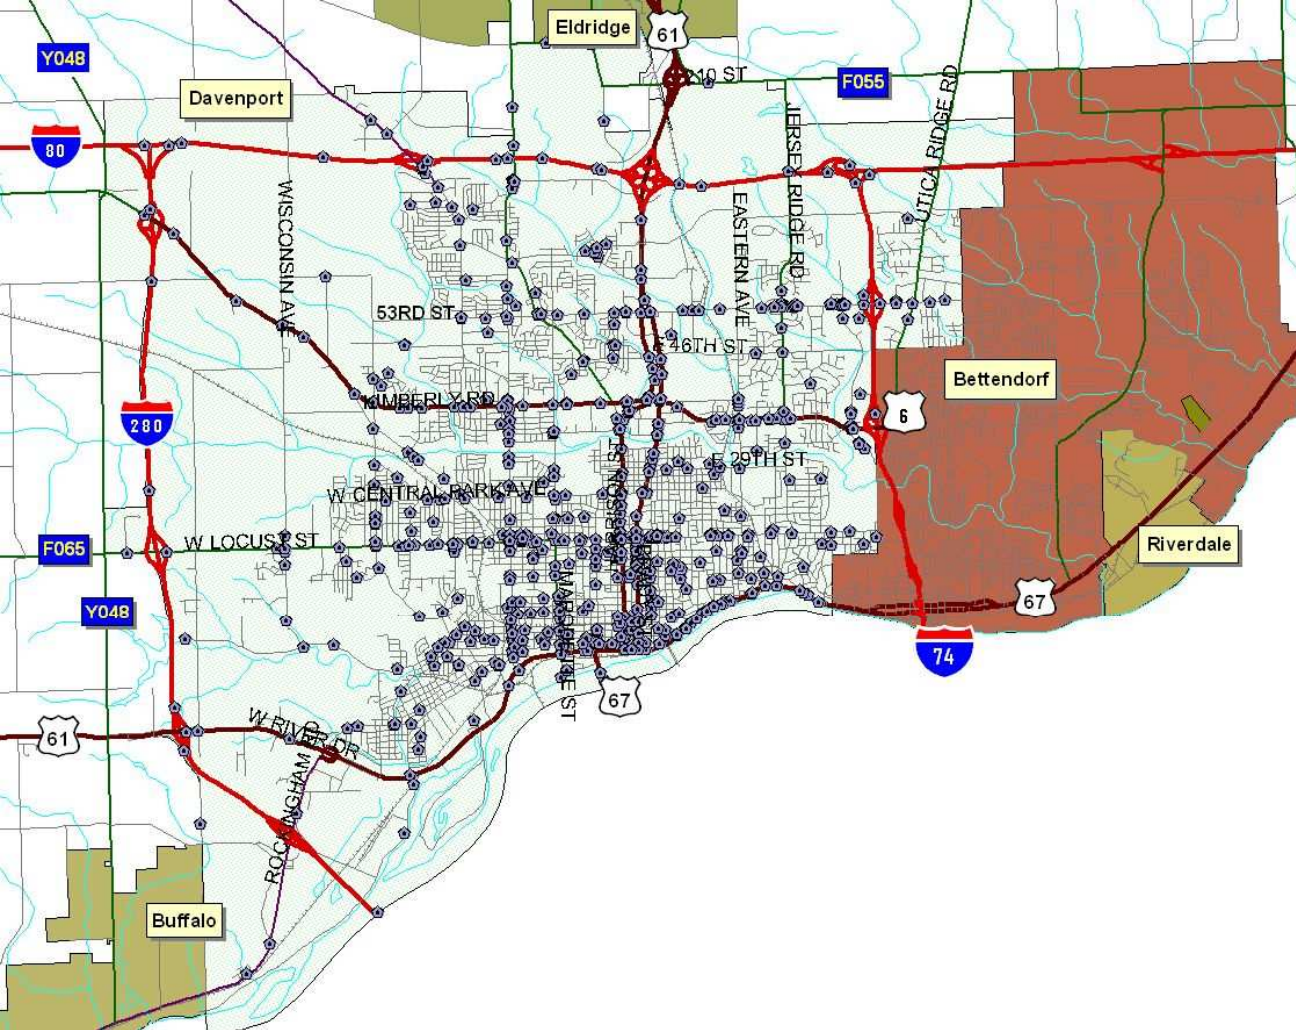 Eldridge
61
Y048
10 ST
F055
UTICA RIDGE RD
Davenport
80
JERSEY RIDGE RD
WISCONSIN AVE
EASTERN AVE
53RD ST
E 46TH ST
Bettendorf
KIMBERLY RD
280
6
E 29TH ST
W CENTRAL PARK AVE
W LOCUST ST
F065
Riverdale
Y048
67
MARQUETTE ST
74
67
61
W RIVER DR
ROCKINGHAM RD
Buffalo